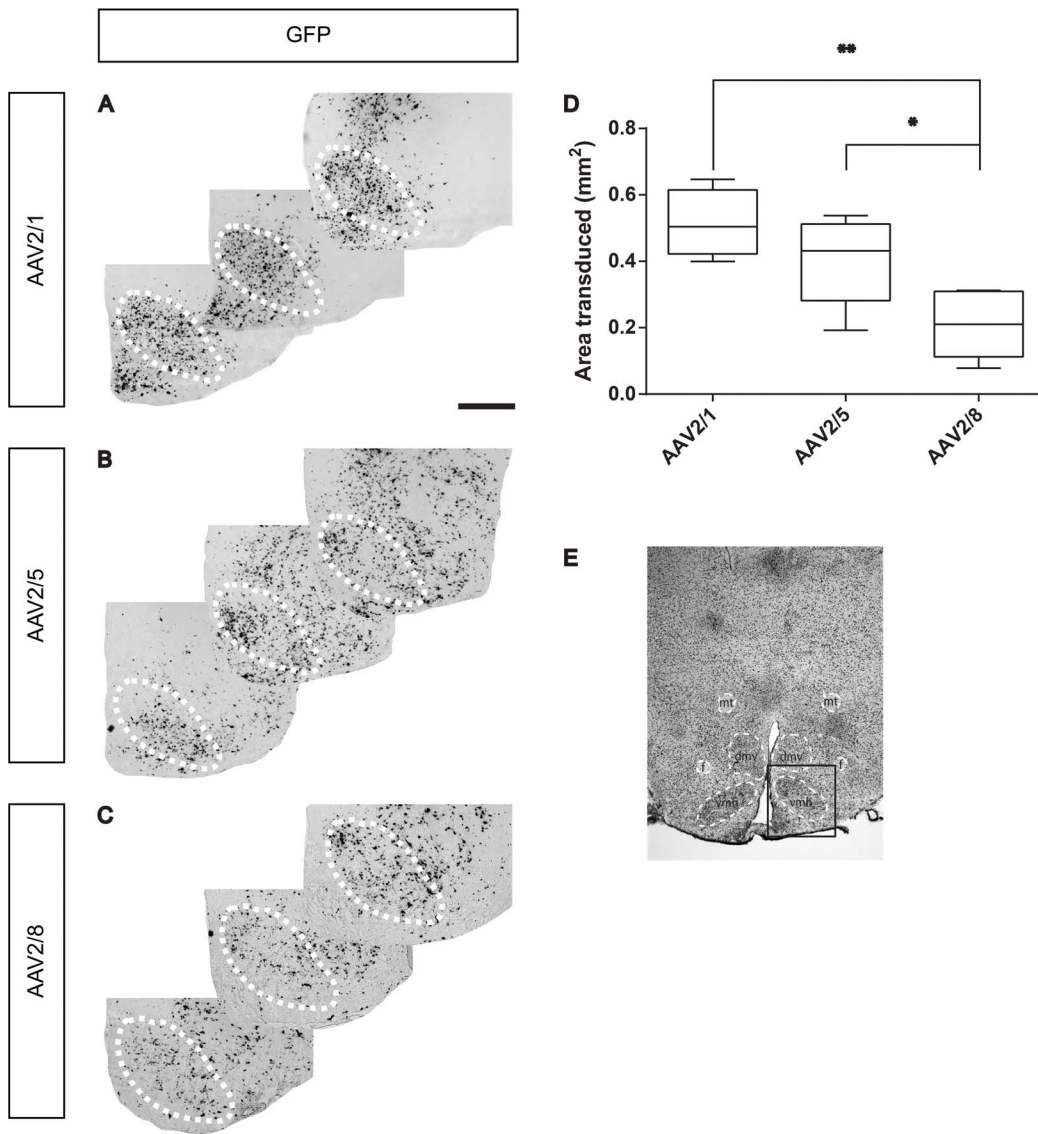 GFP
AAV2/1
A
AAV2/5
B
AAV2/8
C
D
**
*
Area transduced (mm²)
0.8
0.6
0.4
0.2
0.0
AAV2/1
AAV2/5
AAV2/8
E
mt
mt
dmv
dmv
f
f
vmh
vmh